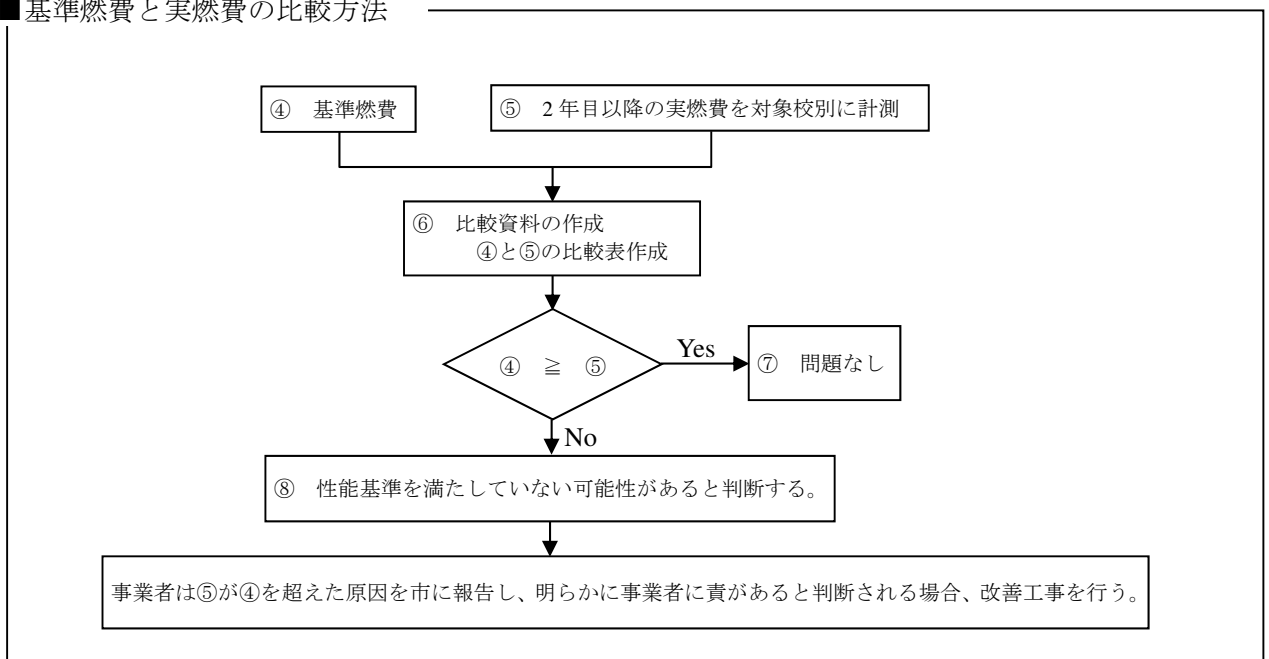 ■基準燃費と実燃費の比較方法
④　基準燃費
⑤　2年目以降の実燃費を対象校別に計測
⑥　比較資料の作成
④と⑤の比較表作成
④　≧　⑤
Yes
⑦　問題なし
No
⑧　性能基準を満たしていない可能性があると判断する。
事業者は⑤が④を超えた原因を市に報告し、明らかに事業者に責があると判断される場合、改善工事を行う。